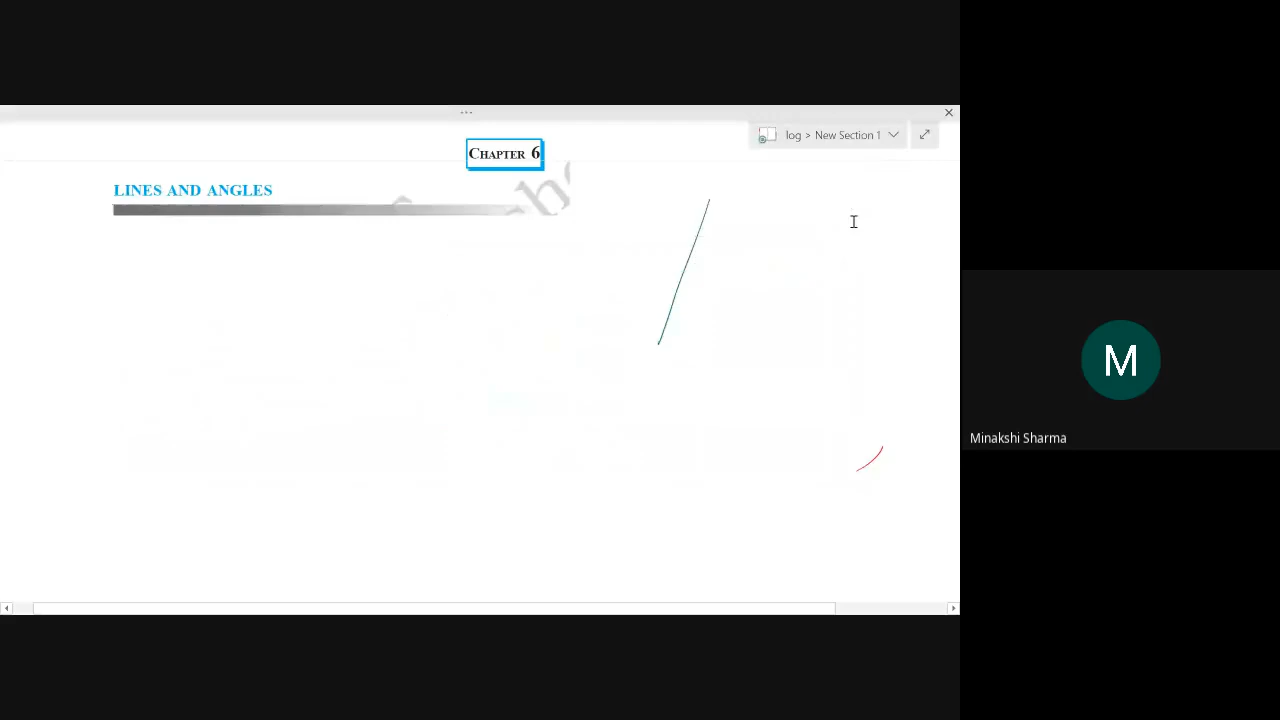 log > New Section 1
CHAPTER 6
LINES AND ANGLES
M
Minakshi Sharma